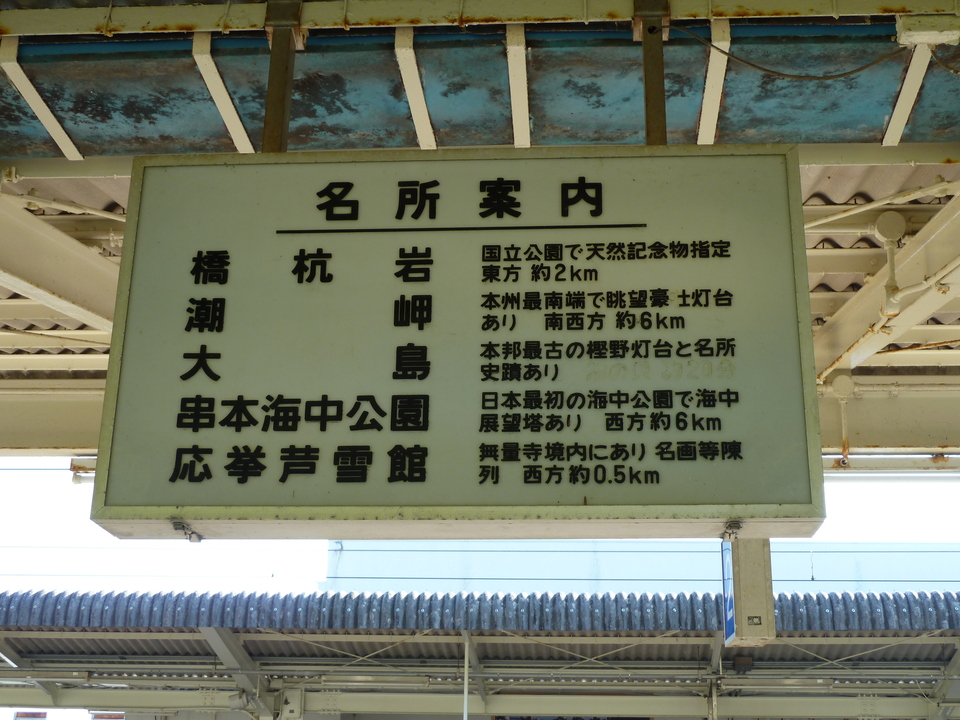 名所案内
橋杭岩 国立公園で天然記念物指定
東方 約2km
潮岬 本州最南端で眺望豪 灯台
あり 南西方 約6km
大島 本邦最古の樫野灯台と名所
史蹟あり
串本海中公園 日本最初の海中公園で海中
展望塔あり 西方約6km
応挙芦雪館 無量寺境内にあり 名画等陳
列 西方約0.5km